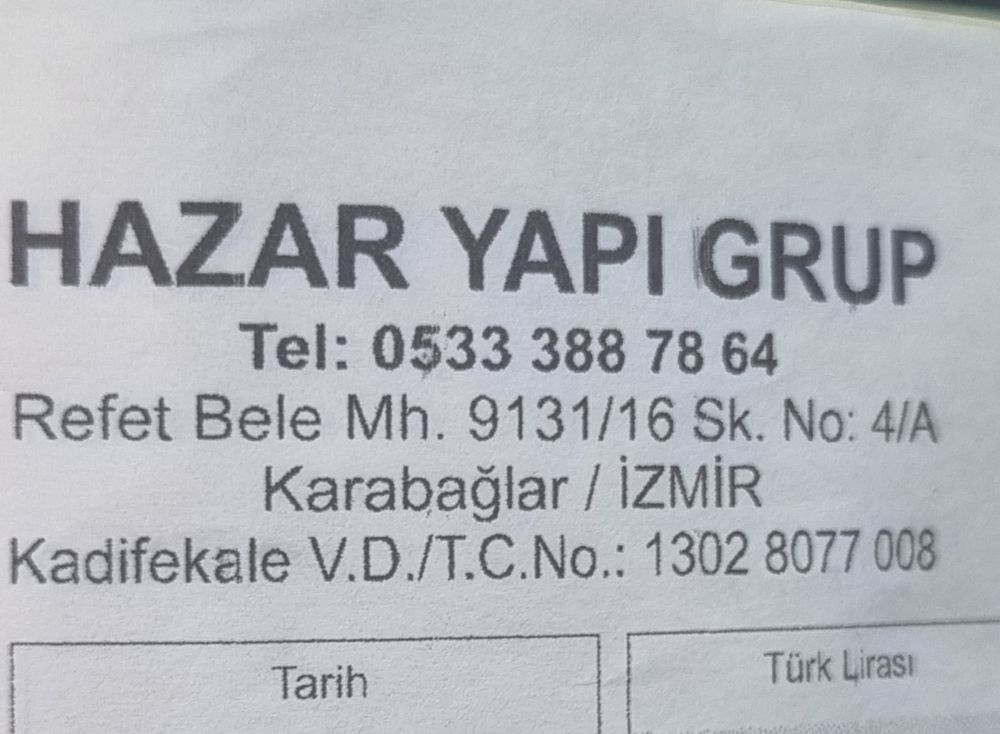 HAZAR YAPI GRUP
Tel: 0533 388 78 64
Refet Bele Mh. 9131/16 Sk. No: 4/A
Karabağlar / İZMİR
Kadifekale V.D./T.C.No.: 1302 8077 008
Tarih
Türk Lirası